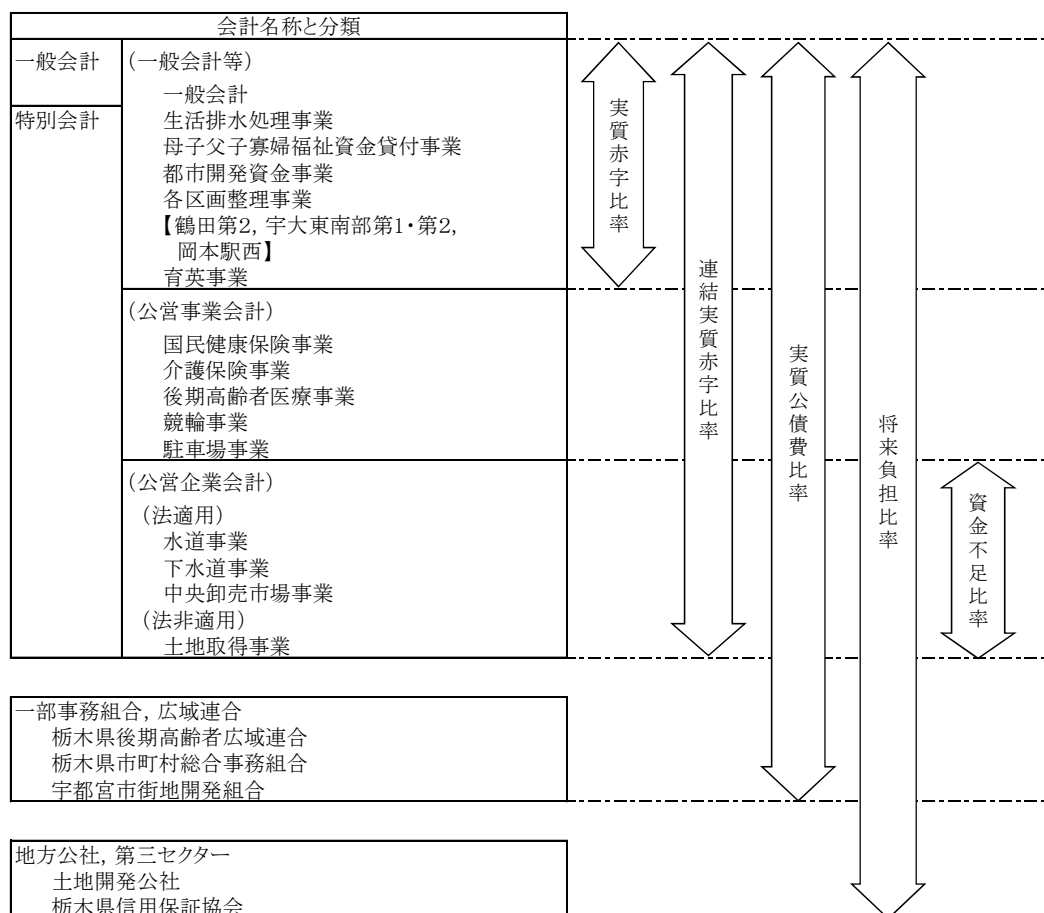 会計名称と分類
一般会計
(一般会計等)
一般会計
特別会計
生活排水処理事業
母子父子寡婦福祉資金貸付事業
都市開発資金事業
各区画整理事業
【鶴田第2, 宇大東南部第1・第2,
岡本駅西】
育英事業
(公営事業会計)
国民健康保険事業
介護保険事業
後期高齢者医療事業
競輪事業
駐車場事業
(公営企業会計)
(法適用)
水道事業
下水道事業
中央卸売市場事業
(法非適用)
土地取得事業
一部事務組合, 広域連合
栃木県後期高齢者広域連合
栃木県市町村総合事務組合
宇都宮市街地開発組合
地方公社, 第三セクター
土地開発公社
栃木県信用保証協会
実質赤字比率
連結実質赤字比率
実質公債費比率
将来負担比率
資金不足比率